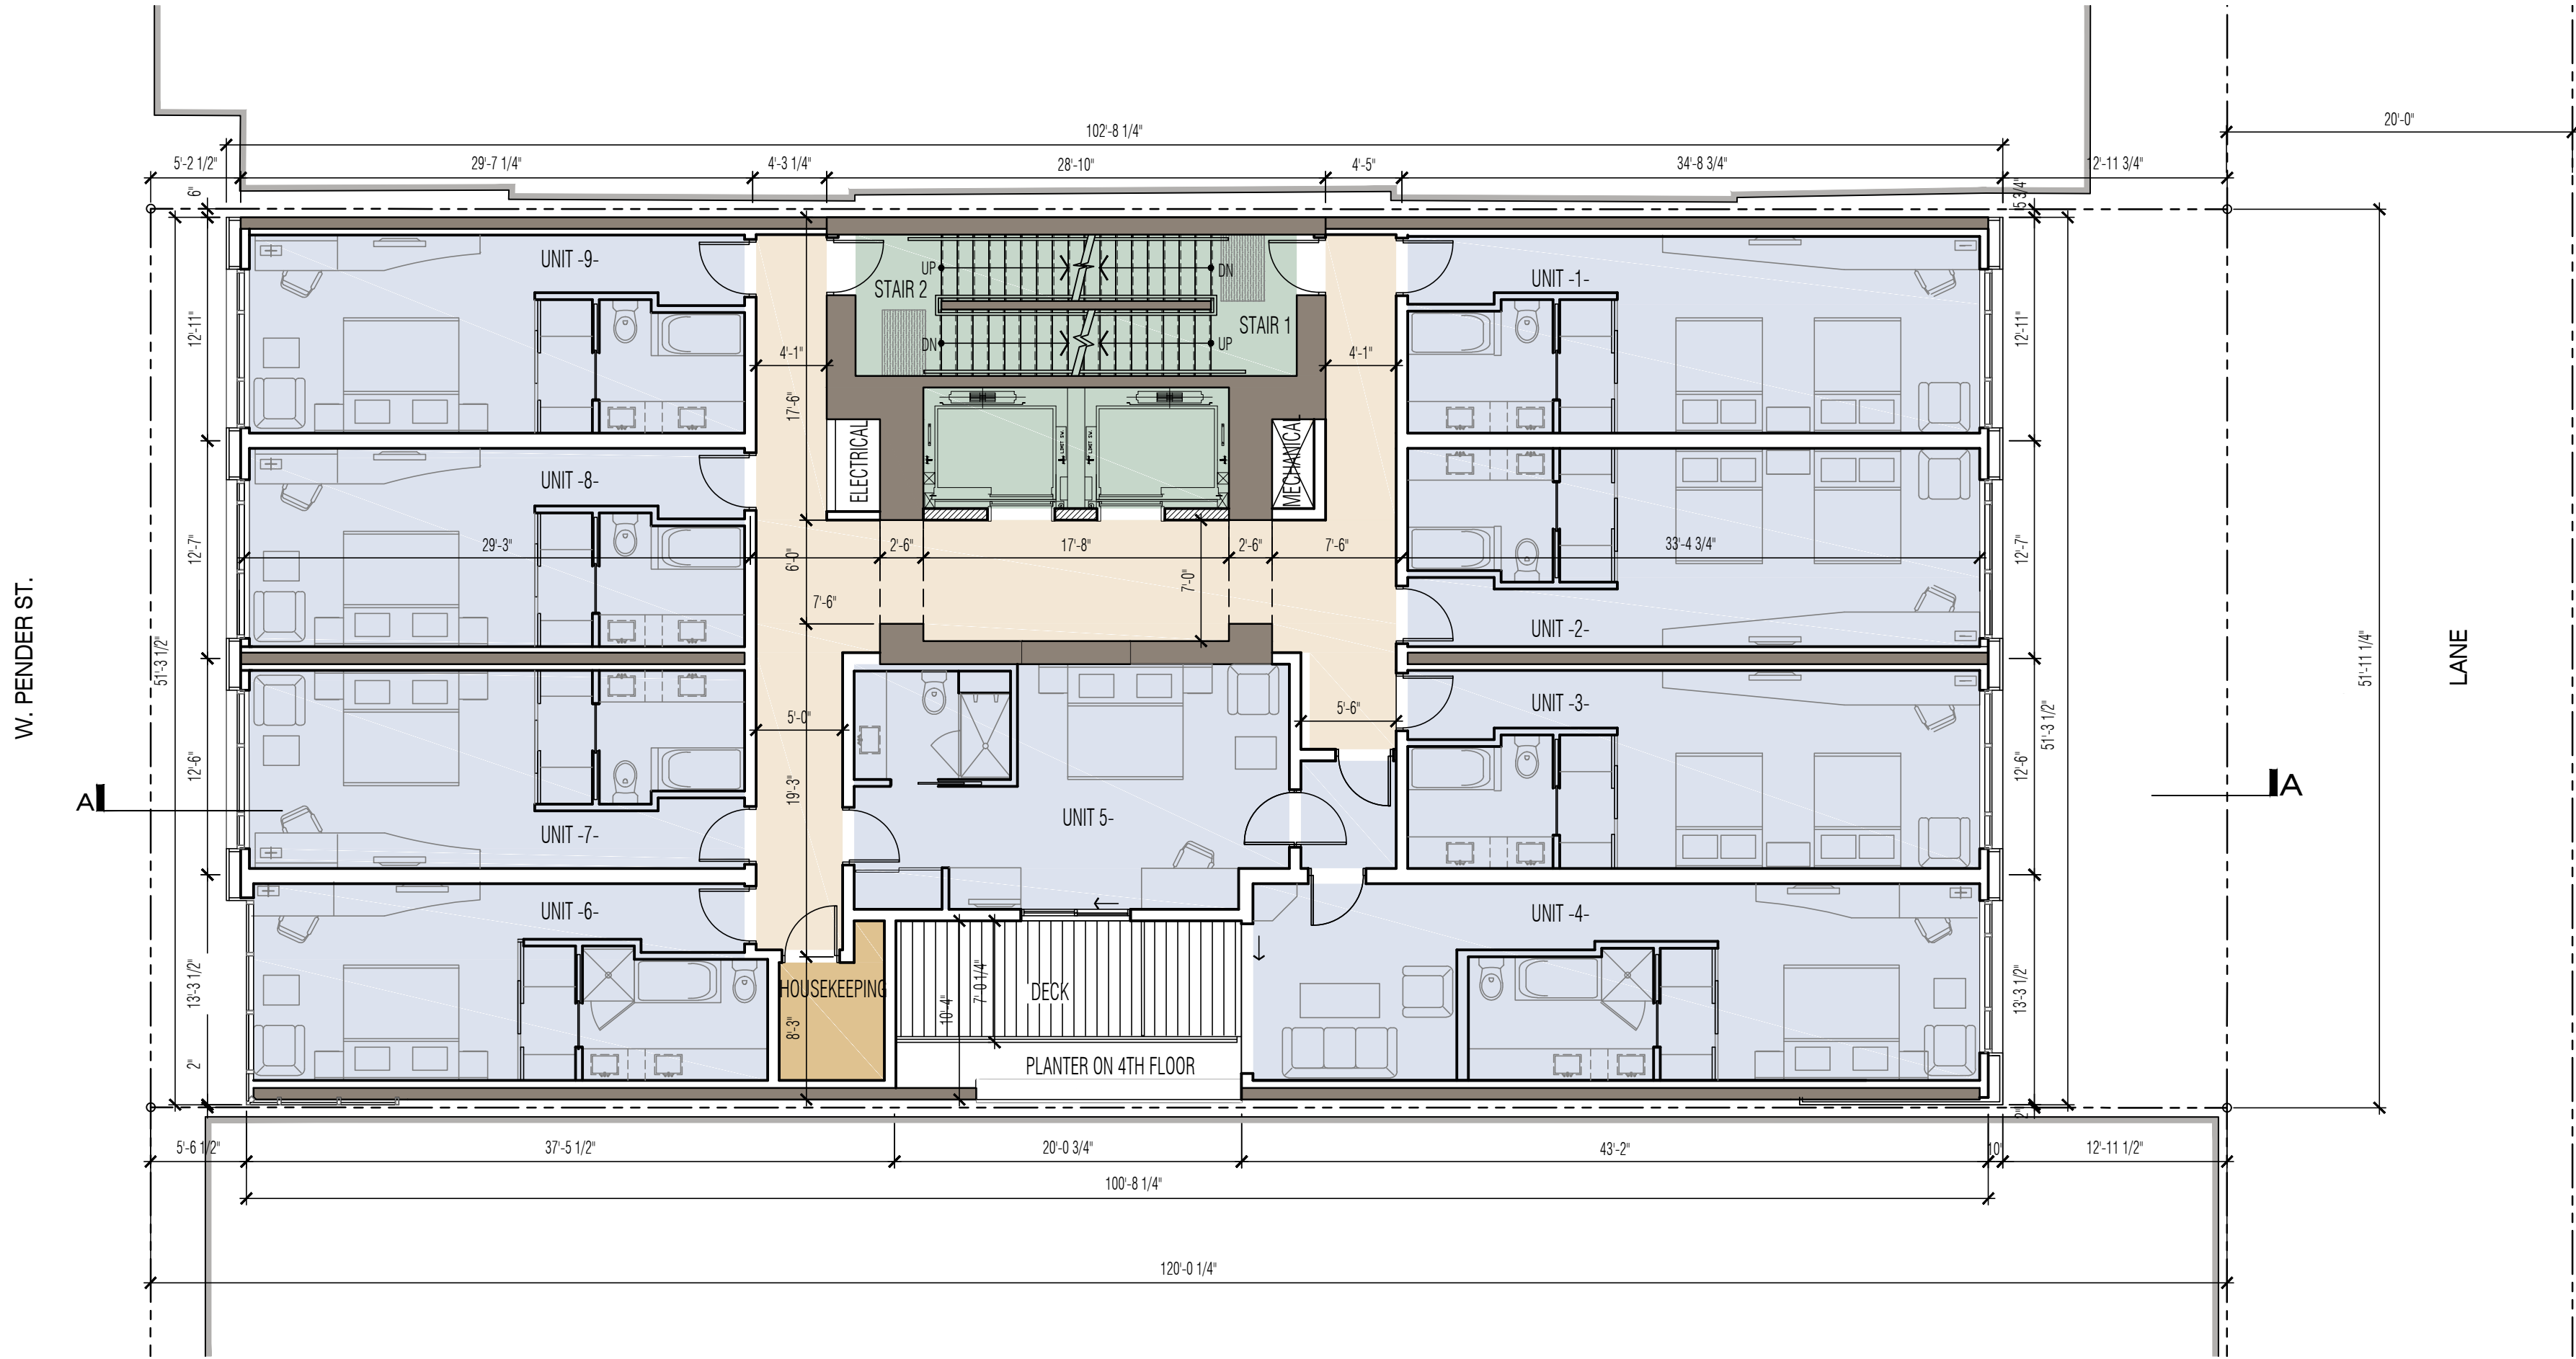 20'-0"
102'-8 1/4"
5'-2 1/2"
29'-7 1/4"
4'-3 1/4"
28'-10"
4'-5"
34'-8 3/4"
12'-11 3/4"
6"
5 3/4"
UNIT -9-
UNIT -1-
UP
DN
STAIR 2
STAIR 1
DN
UP
12'-11"
12'-11"
4'-1"
4'-1"
17'-6"
ELECTRICAL
MECHANICAL
LIMIT SW.
LIMIT SW.
UNIT -8-
12'-7"
29'-3"
6'-0"
2'-6"
17'-8"
2'-6"
7'-6"
33'-4 3/4"
12'-7"
7'-0"
7'-6"
UNIT -2-
W. PENDER ST.
51'-3 1/2"
51'-11 1/4"
LANE
51'-3 1/2"
UNIT -3-
5'-0"
5'-6"
12'-6"
12'-6"
19'-3"
A
A
UNIT 5-
UNIT -7-
UNIT -6-
UNIT -4-
13'-3 1/2"
HOUSEKEEPING
10'-4"
7'-0 1/4"
DECK
13'-3 1/2"
8'-3"
2"
PLANTER ON 4TH FLOOR
2"
5'-6 1/2"
37'-5 1/2"
20'-0 3/4"
43'-2"
10"
12'-11 1/2"
100'-8 1/4"
120'-0 1/4"